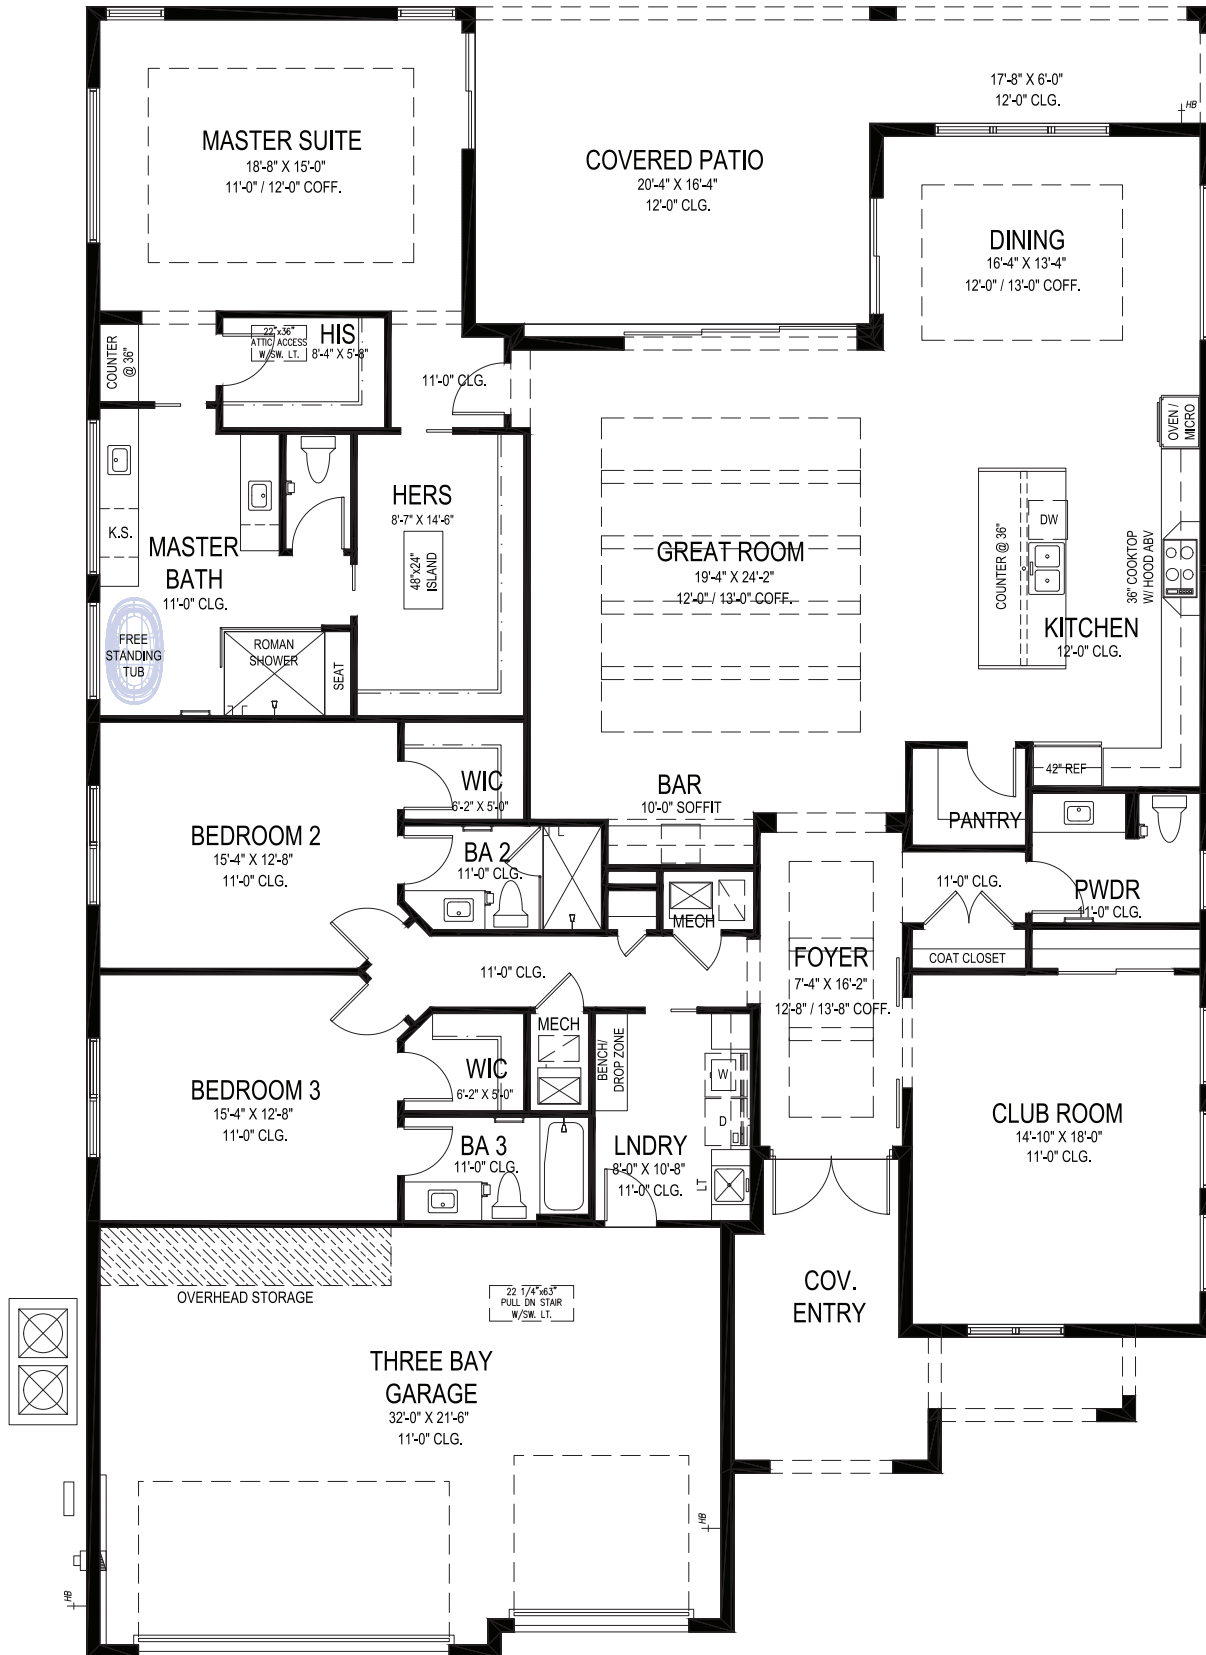 17'-8" X 6'-0"
12'-0" CLG.
HB
MASTER SUITE
18'-8" X 15'-0"
11'-0" / 12'-0" COFF.
COVERED PATIO
20'-4" X 16'-4"
12'-0" CLG.
DINING
16'-4" X 13'-4"
12'-0" / 13'-0" COFF.
COUNTER
@ 36"
22"x36"
ATTIC ACCESS
W/SW. LT.
HIS
8'-4" X 5'-8"
11'-0" CLG.
OVEN /
MICRO
HERS
8'-7" X 14'-6"
48"x24"
ISLAND
K.S.
MASTER
BATH
11'-0" CLG.
FREE
STANDING
TUB
ROMAN
SHOWER
SEAT
GREAT ROOM
19'-4" X 24'-2"
12'-0" / 13'-0" COFF.
COUNTER @ 36"
DW
36" COOKTOP
W/ HOOD ABV
KITCHEN
12'-0" CLG.
42" REF
WIC
6'-2" X 5'-0"
BAR
10'-0" SOFFIT
PANTRY
BEDROOM 2
15'-4" X 12'-8"
11'-0" CLG.
BA 2
11'-0" CLG.
MECH
11'-0" CLG.
PWDR
11'-0" CLG.
11'-0" CLG.
FOYER
7'-4" X 16'-2"
12'-8" / 13'-8" COFF.
COAT CLOSET
MECH
BENCH/
DROP ZONE
W
D
WIC
6'-2" X 5'-0"
BEDROOM 3
15'-4" X 12'-8"
11'-0" CLG.
BA 3
11'-0" CLG.
LNDRY
8'-0" X 10'-8"
11'-0" CLG.
LT
CLUB ROOM
14'-10" X 18'-0"
11'-0" CLG.
OVERHEAD STORAGE
22 1/4"x63"
PULL DN STAIR
W/SW. LT.
COV.
ENTRY
THREE BAY
GARAGE
32'-0" X 21'-6"
11'-0" CLG.
HB
HB